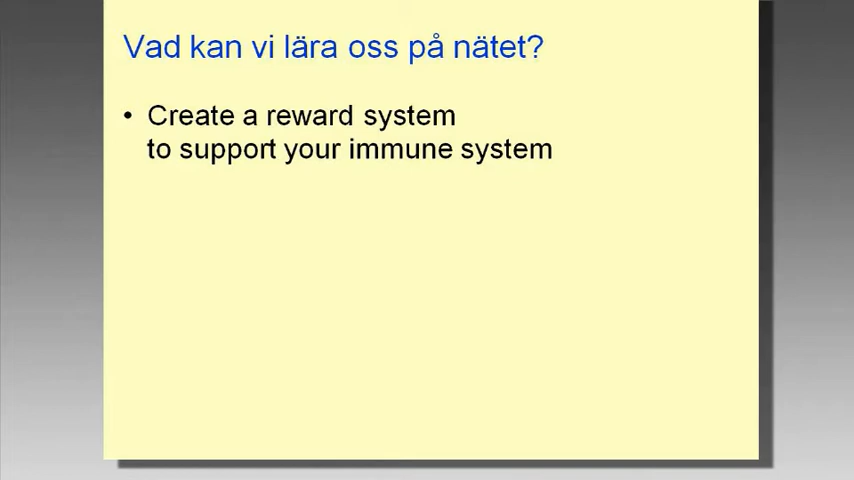 Vad kan vi lära oss på nätet?
• Create a reward system
to support your immune system